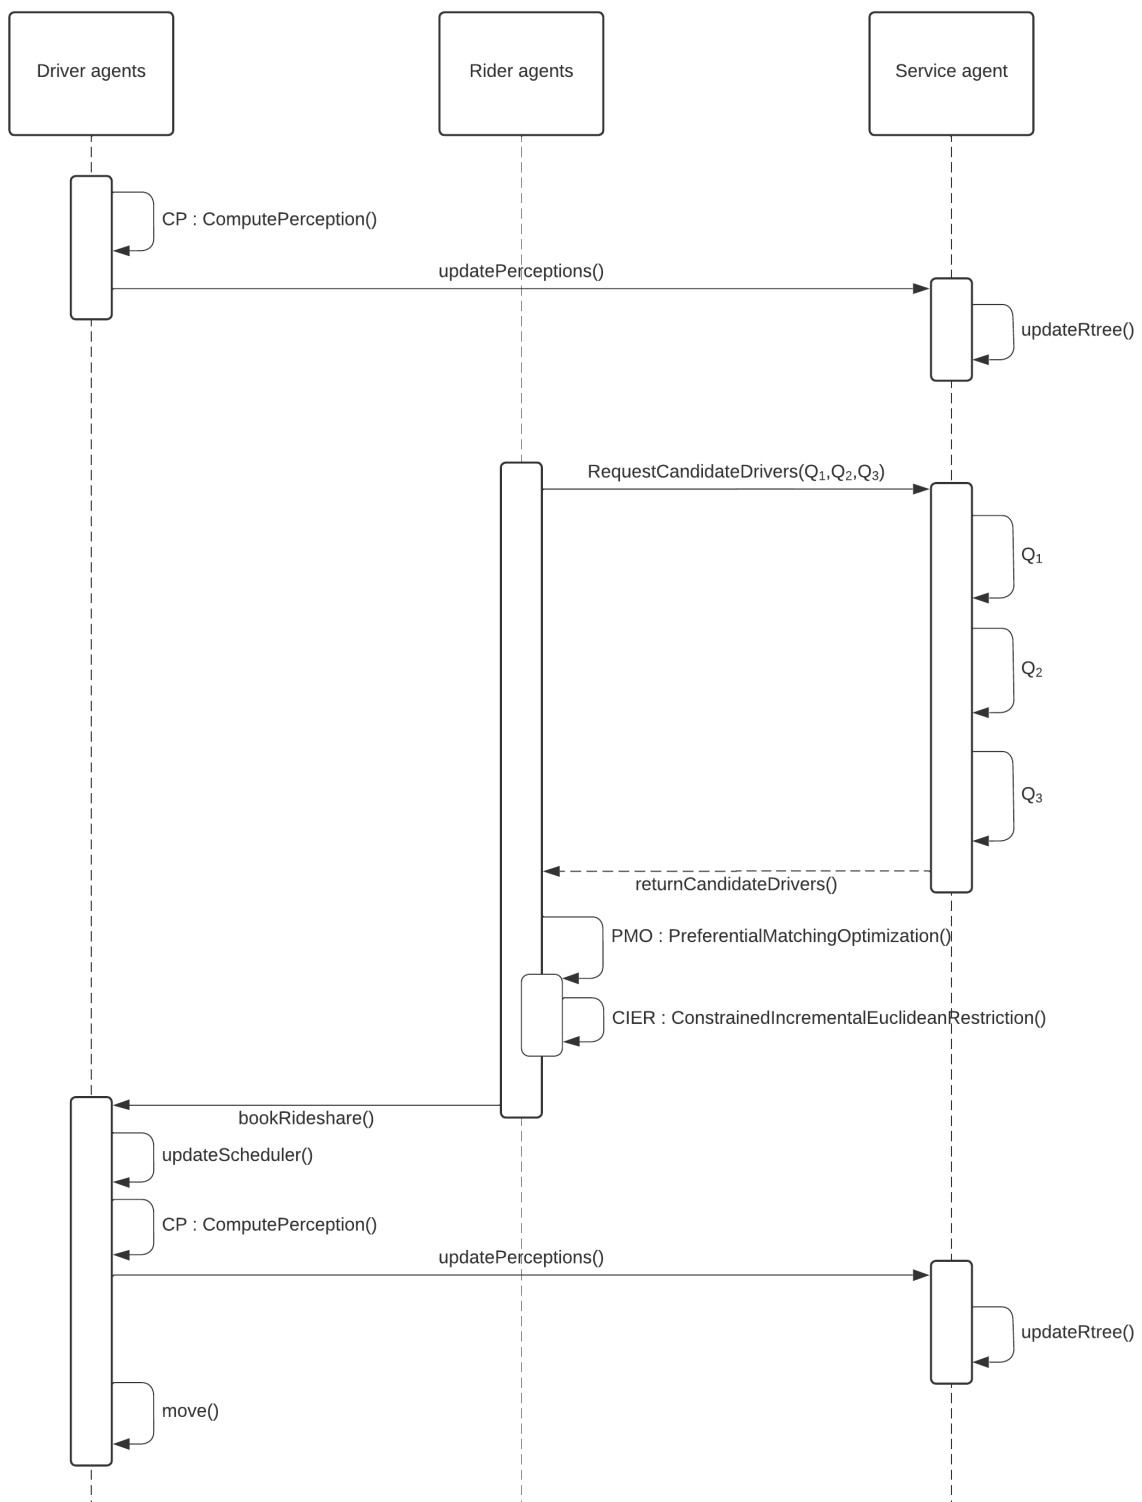 Driver agents
Rider agents
Service agent
CP : ComputePerception()
updatePerceptions()
updateRtree()
RequestCandidateDrivers(Q₁,Q₂,Q₃)
Q₁
Q₂
Q₃
returnCandidateDrivers()
PMO : PreferentialMatchingOptimization()
CIER : ConstrainedIncrementalEuclideanRestriction()
bookRideshare()
updateScheduler()
CP : ComputePerception()
updatePerceptions()
updateRtree()
move()